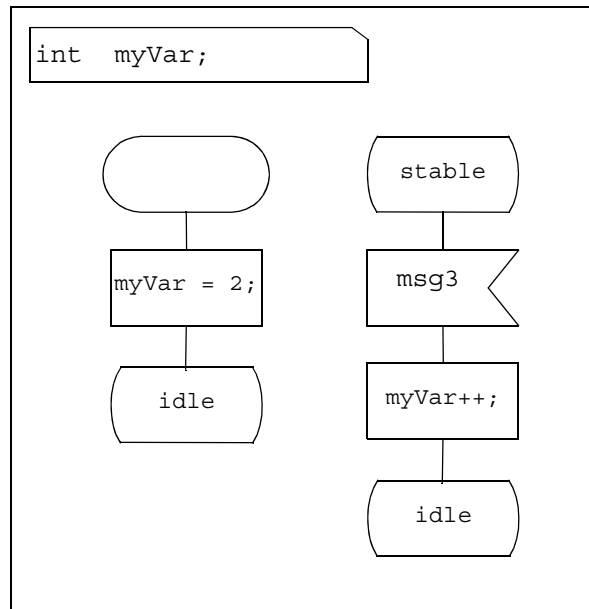 int  myVar;
stable
myVar = 2;
msg3
idle
myVar++;
idle